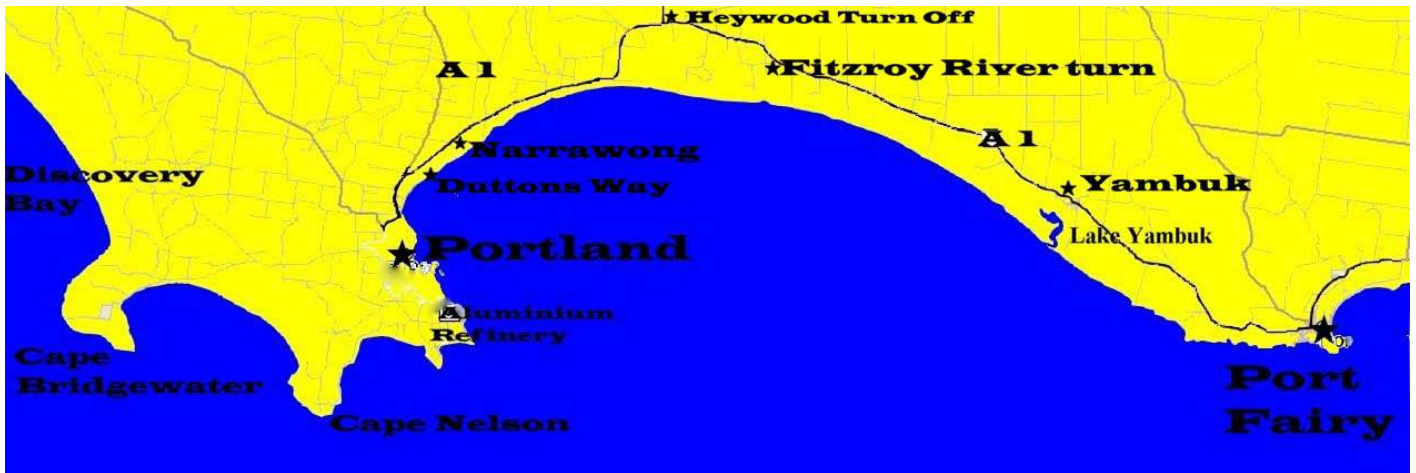 Heywood Turn Off
A 1
Fitzroy River turn
A 1
Narrawong
Duttons Way
Discovery
Bay
Yambuk
Lake Yambuk
Portland
Aluminium
Refinery
Cape
Bridgewater
Cape Nelson
Port
Fairy